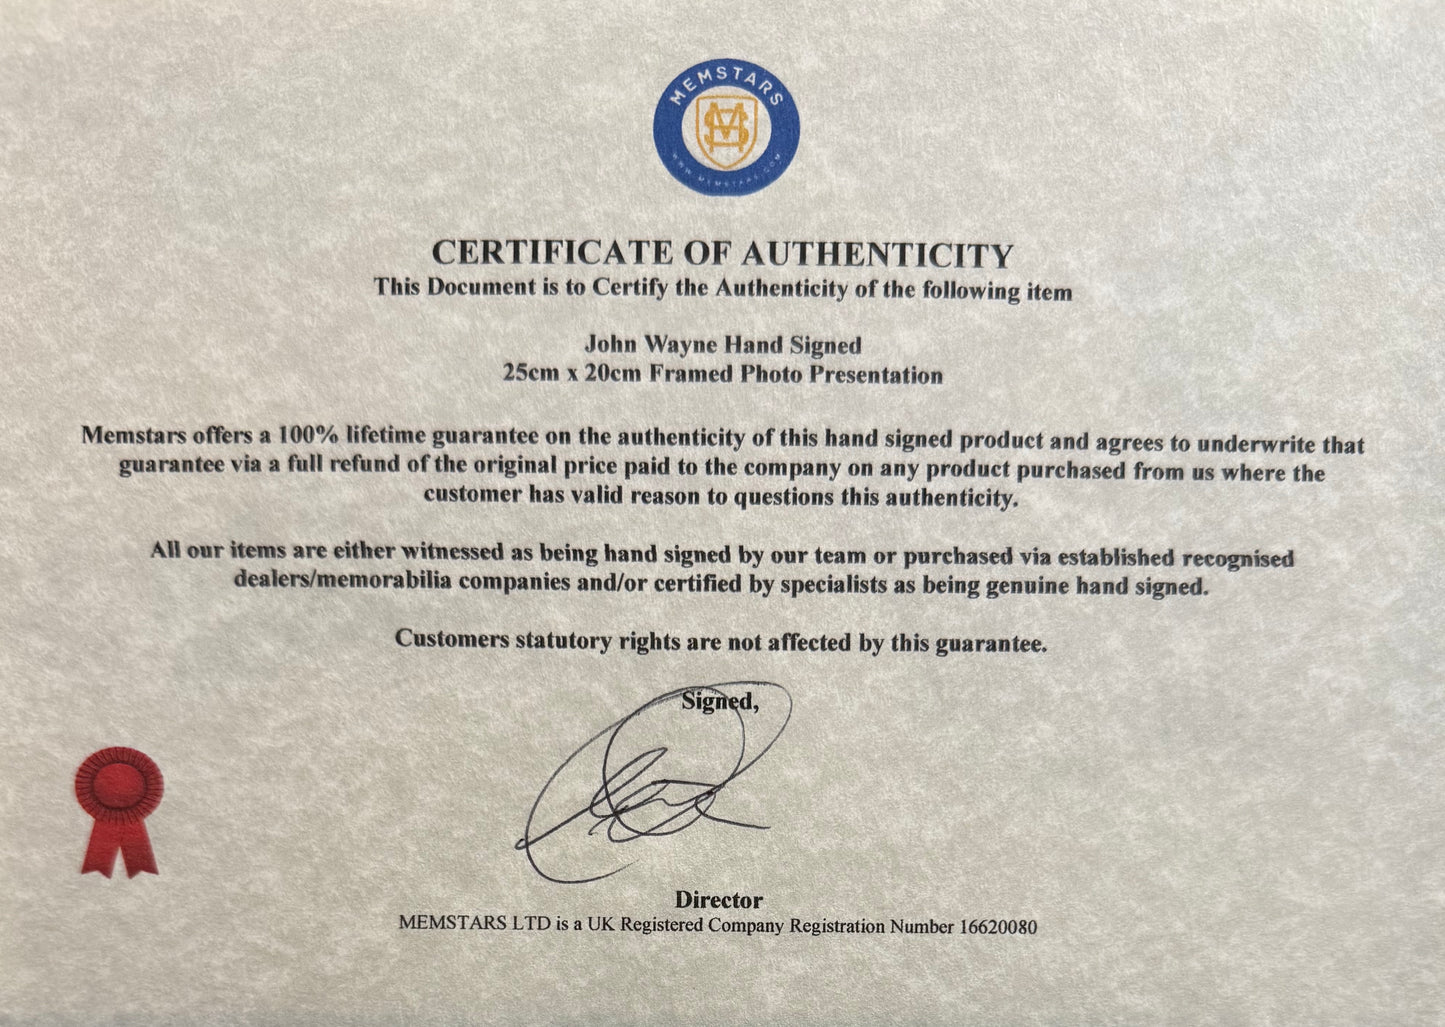 MEMSTARS
WWW.MEMSTARS.COM
CERTIFICATE OF AUTHENTICITY
This Document is to Certify the Authenticity of the following item
John Wayne Hand Signed
25cm x 20cm Framed Photo Presentation
Memstars offers a 100% lifetime guarantee on the authenticity of this hand signed product and agrees to underwrite that
guarantee via a full refund of the original price paid to the company on any product purchased from us where the
customer has valid reason to questions this authenticity.
All our items are either witnessed as being hand signed by our team or purchased via established recognised
dealers/memorabilia companies and/or certified by specialists as being genuine hand signed.
Customers statutory rights are not affected by this guarantee.
Signed,
Director
MEMSTARS LTD is a UK Registered Company Registration Number 16620080